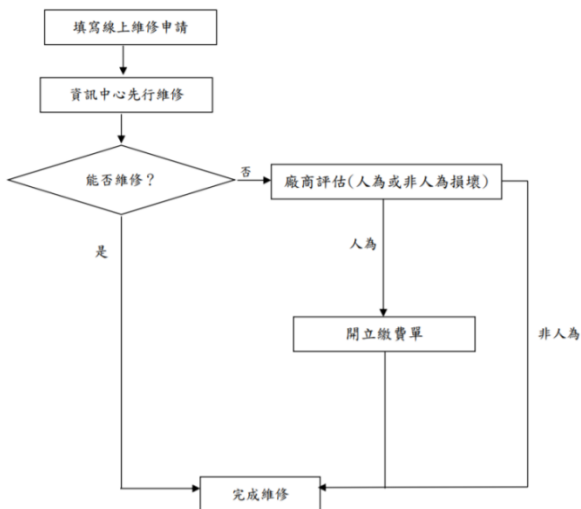 填寫線上維修申請
資訊中心先行維修
能否維修？
否
廠商評估(人為或非人為損壞)
是
人為
開立繳費單
非人為
完成維修